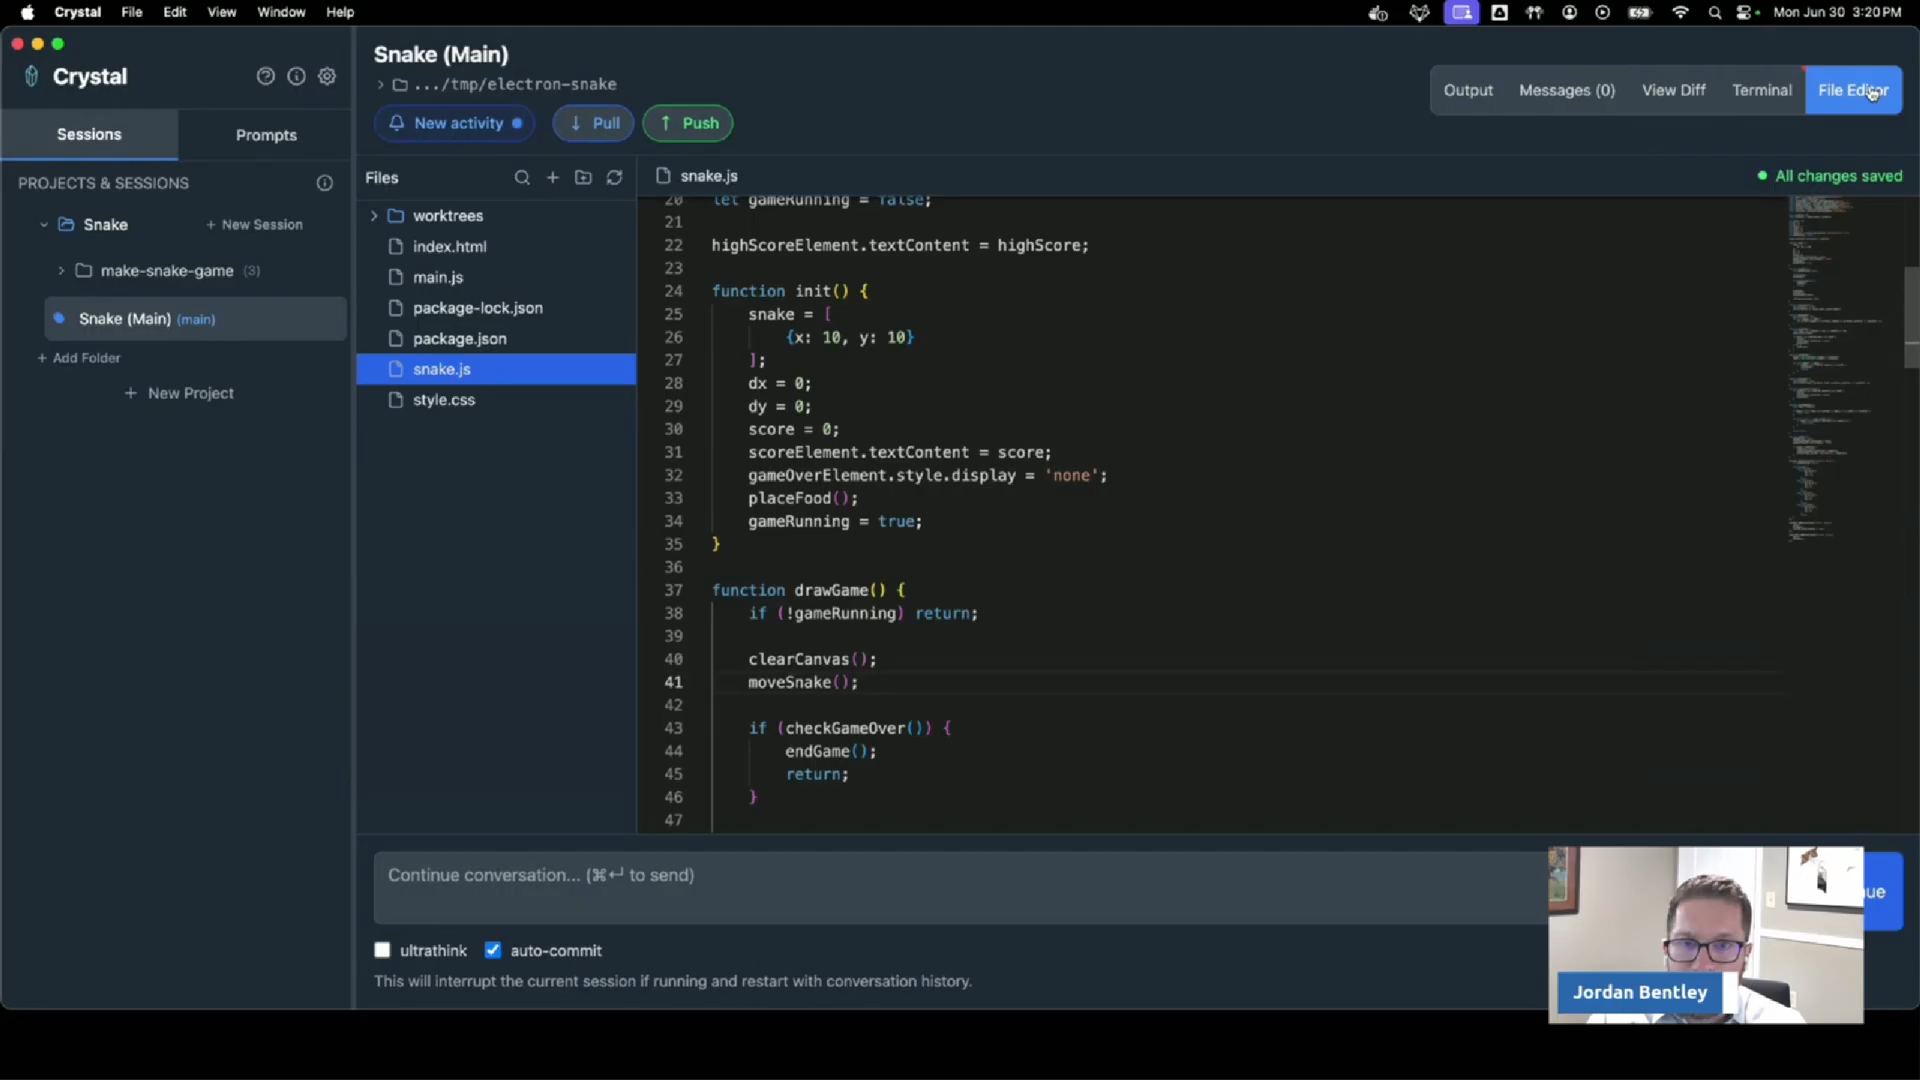 Crystal File Edit View Window Help
Mon Jun 30 3:20 PM
Crystal
Sessions Prompts
PROJECTS & SESSIONS
Snake + New Session
make-snake-game (3)
Snake (Main) (main)
+ Add Folder
+ New Project
Snake (Main)
> .../tmp/electron-snake
New activity
↓ Pull
↑ Push
Output Messages (0) View Diff Terminal File Editor
Files
worktrees
index.html
main.js
package-lock.json
package.json
snake.js
style.css
snake.js
All changes saved
20 let gameRunning = false;
21
22 highScoreElement.textContent = highScore;
23
24 function init() {
25 snake = [
26 {x: 10, y: 10}
27 ];
28 dx = 0;
29 dy = 0;
30 score = 0;
31 scoreElement.textContent = score;
32 gameOverElement.style.display = 'none';
33 placeFood();
34 gameRunning = true;
35 }
36
37 function drawGame() {
38 if (!gameRunning) return;
39
40 clearCanvas();
41 moveSnake();
42
43 if (checkGameOver()) {
44 endGame();
45 return;
46 }
47
Continue conversation... (⌘↵ to send)
ultrathink auto-commit
This will interrupt the current session if running and restart with conversation history.
Jordan Bentley